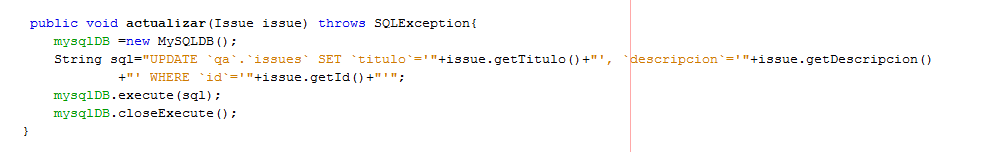 public void actualizar(Issue issue) throws SQLException{
mysqlDB =new MySQLDB();
String sql="UPDATE `qa`.`issues` SET `titulo`='"+issue.getTitulo()+"', `descripcion`='"+issue.getDescripcion()
+"' WHERE `id`='"+issue.getId()+"'";
mysqlDB.execute(sql);
mysqlDB.closeExecute();
}